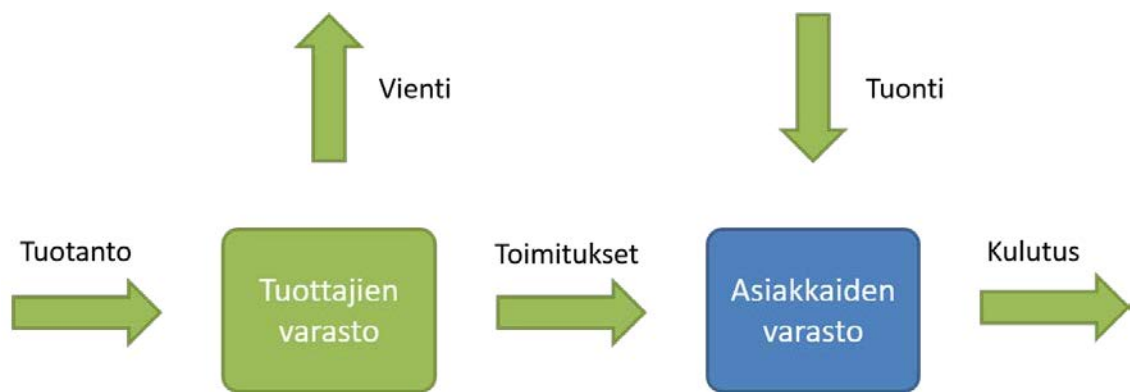 Vienti
Tuonti
Tuotanto
Tuottajien
varasto
Toimitukset
Asiakkaiden
varasto
Kulutus